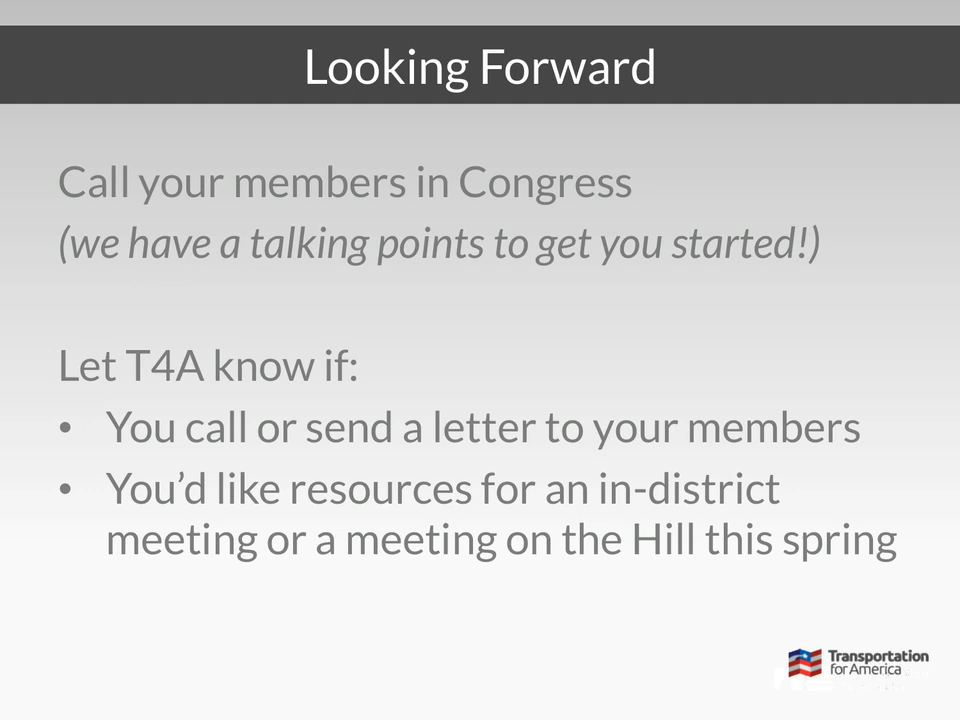 Looking Forward
Call your members in Congress
(we have a talking points to get you started!)
Let T4A know if:
• You call or send a letter to your members
• You’d like resources for an in-district
meeting or a meeting on the Hill this spring
Transportation
for America